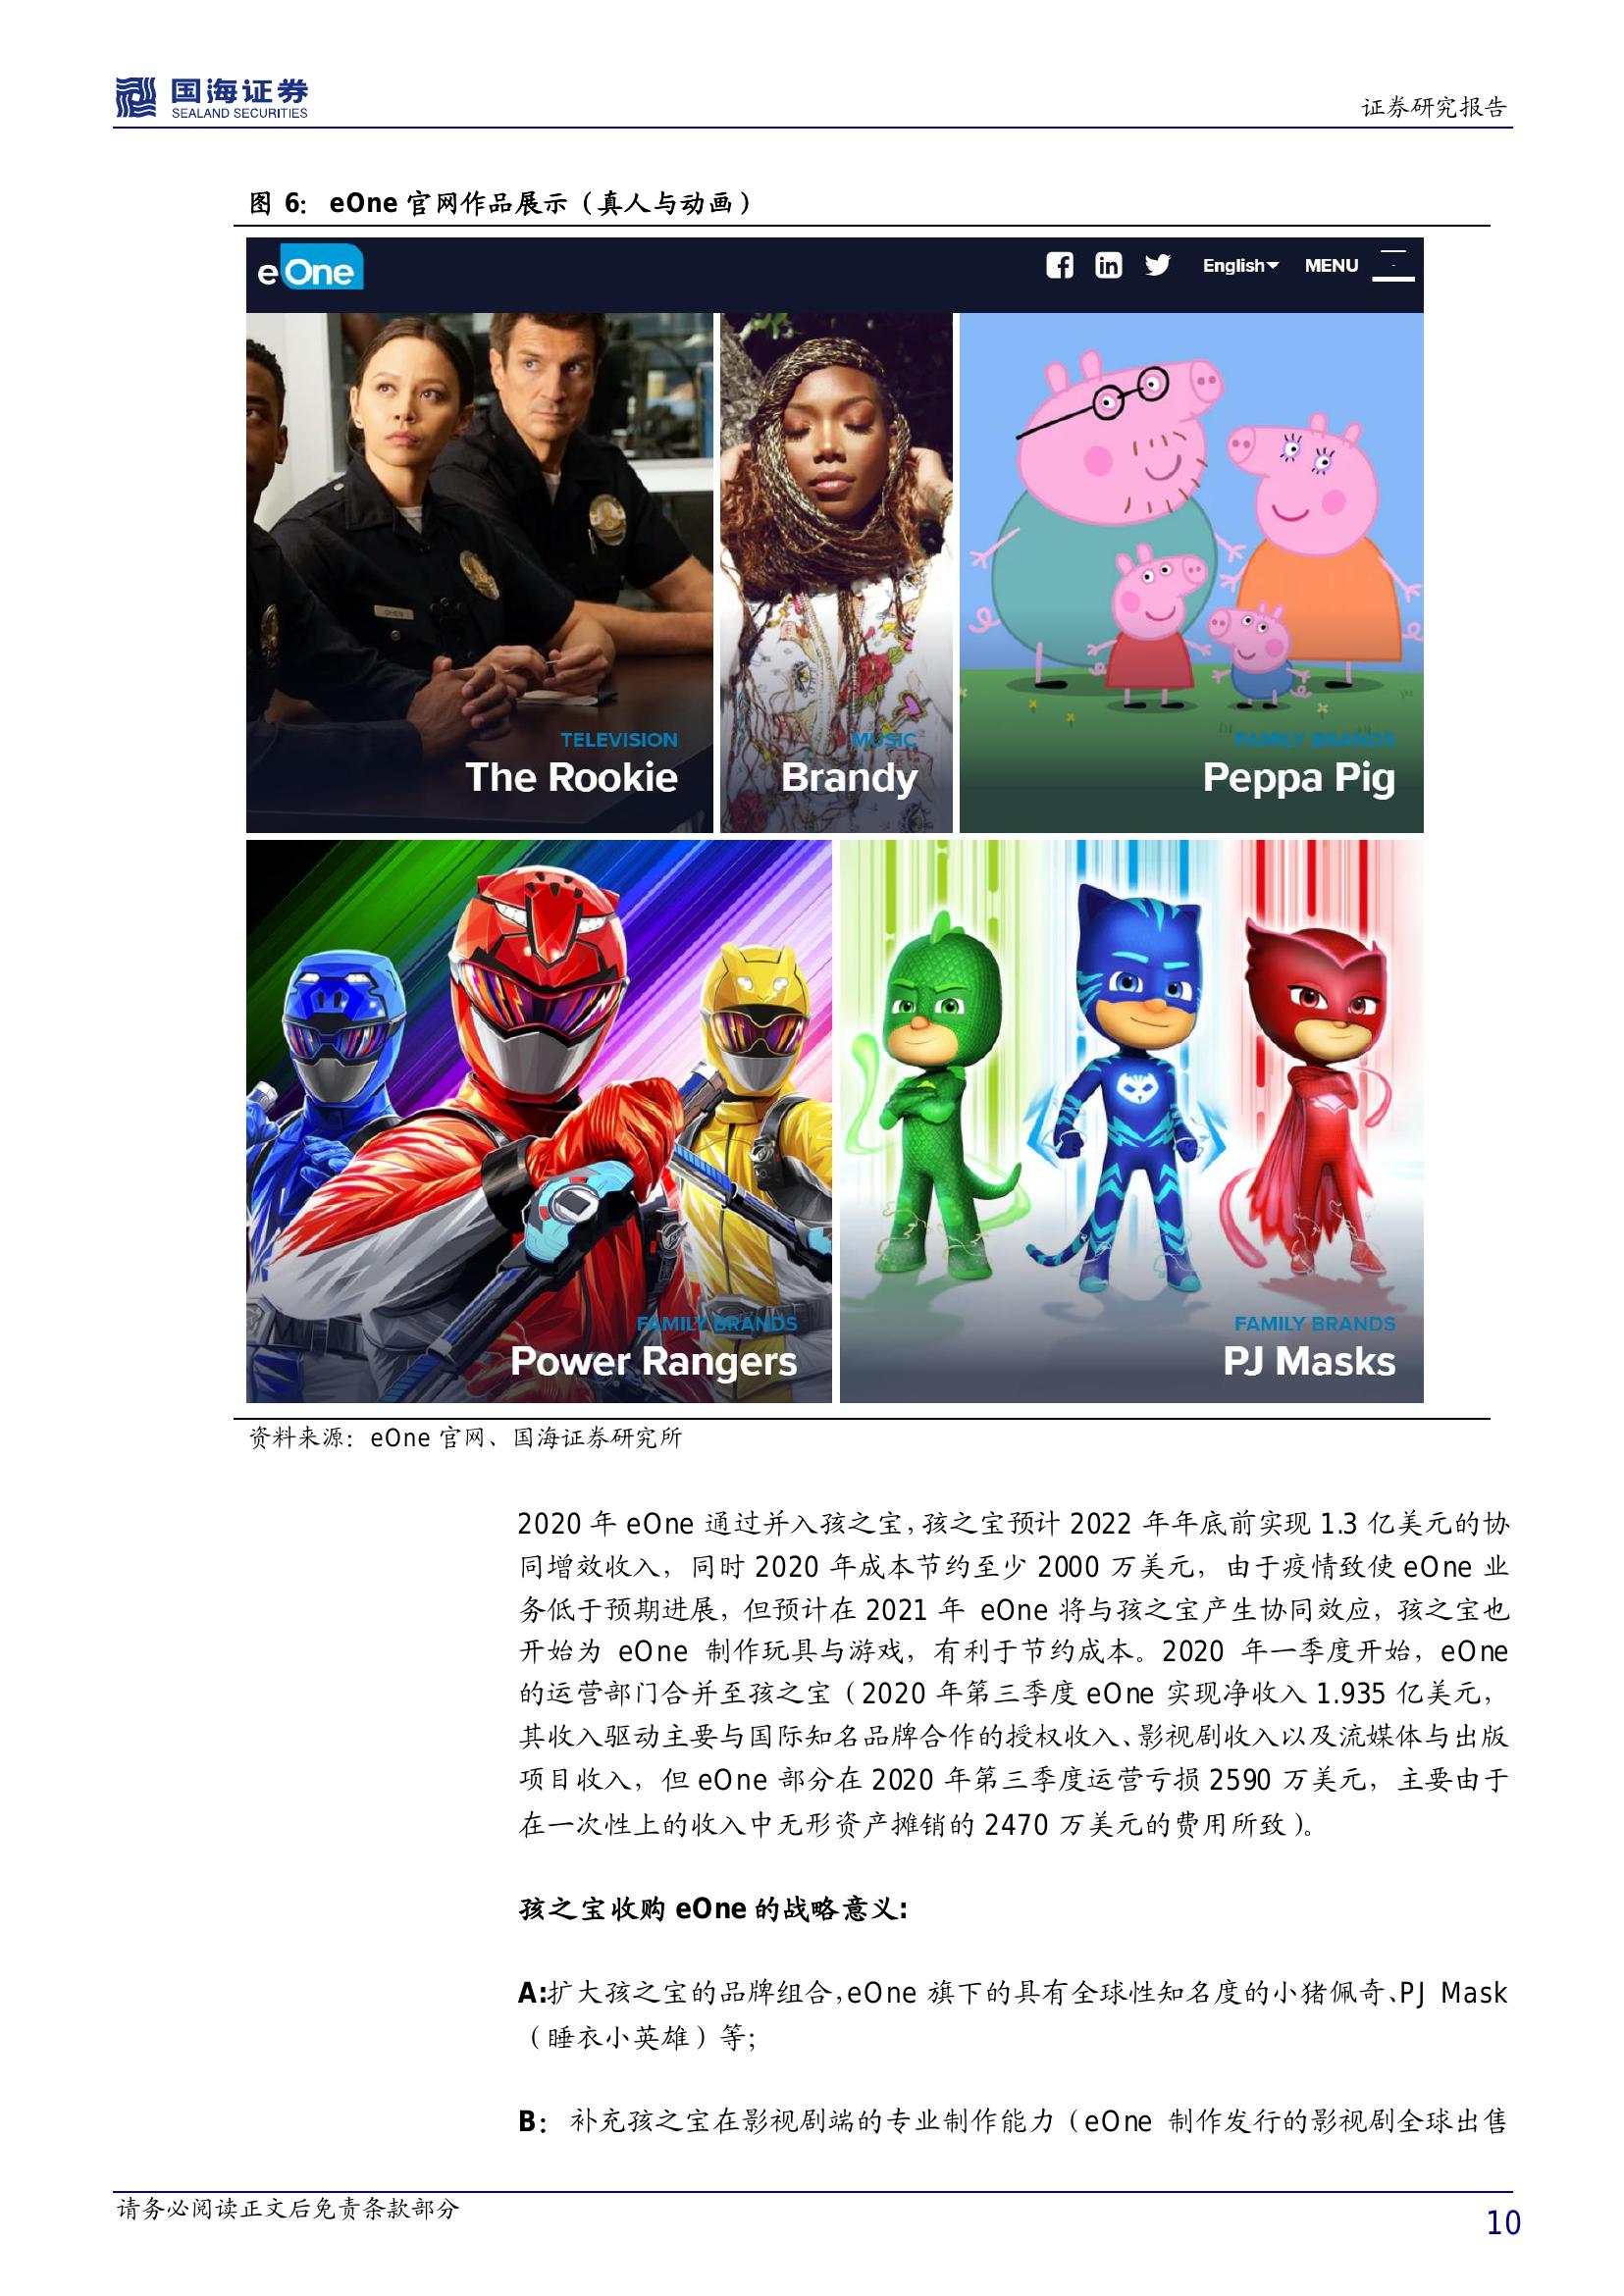 国海证券
SEALAND SECURITIES
证券研究报告
图 6： eOne 官网作品展示（真人与动画）
eOne
English
MENU
TELEVISION
The Rookie
MUSIC
Brandy
FAMILY BRANDS
Peppa Pig
FAMILY BRANDS
Power Rangers
FAMILY BRANDS
PJ Masks
资料来源：eOne 官网、国海证券研究所
2020 年 eOne 通过并入孩之宝，孩之宝预计 2022 年年底前实现 1.3 亿美元的协
同增效收入，同时 2020 年成本节约至少 2000 万美元，由于疫情致使 eOne 业
务低于预期进展，但预计在 2021 年 eOne 将与孩之宝产生协同效应，孩之宝也
开始为 eOne 制作玩具与游戏，有利于节约成本。2020 年一季度开始，eOne
的运营部门合并至孩之宝（2020 年第三季度 eOne 实现净收入 1.935 亿美元，
其收入驱动主要与国际知名品牌合作的授权收入、影视剧收入以及流媒体与出版
项目收入，但 eOne 部分在 2020 年第三季度运营亏损 2590 万美元，主要由于
在一次性上的收入中无形资产摊销的 2470 万美元的费用所致）。
孩之宝收购 eOne 的战略意义:
A:扩大孩之宝的品牌组合，eOne 旗下的具有全球性知名度的小猪佩奇、PJ Mask
（睡衣小英雄）等；
B： 补充孩之宝在影视剧端的专业制作能力（eOne 制作发行的影视剧全球出售
请务必阅读正文后免责条款部分
10